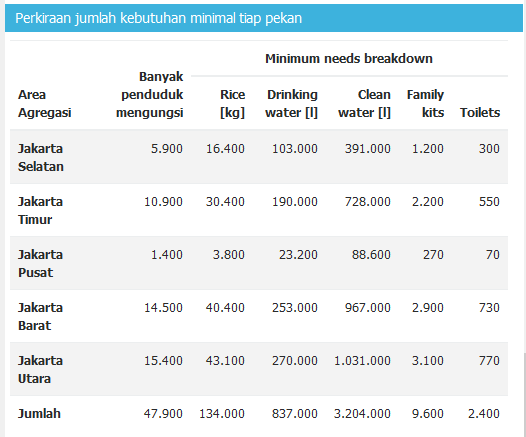 Perkiraan jumlah kebutuhan minimal tiap pekan
Minimum needs breakdown
Area Agregasi Banyak penduduk mengungsi Rice [kg] Drinking water [l] Clean water [l] Family kits Toilets
Jakarta Selatan 5.900 16.400 103.000 391.000 1.200 300
Jakarta Timur 10.900 30.400 190.000 728.000 2.200 550
Jakarta Pusat 1.400 3.800 23.200 88.600 270 70
Jakarta Barat 14.500 40.400 253.000 967.000 2.900 730
Jakarta Utara 15.400 43.100 270.000 1.031.000 3.100 770
Jumlah 47.900 134.000 837.000 3.204.000 9.600 2.400